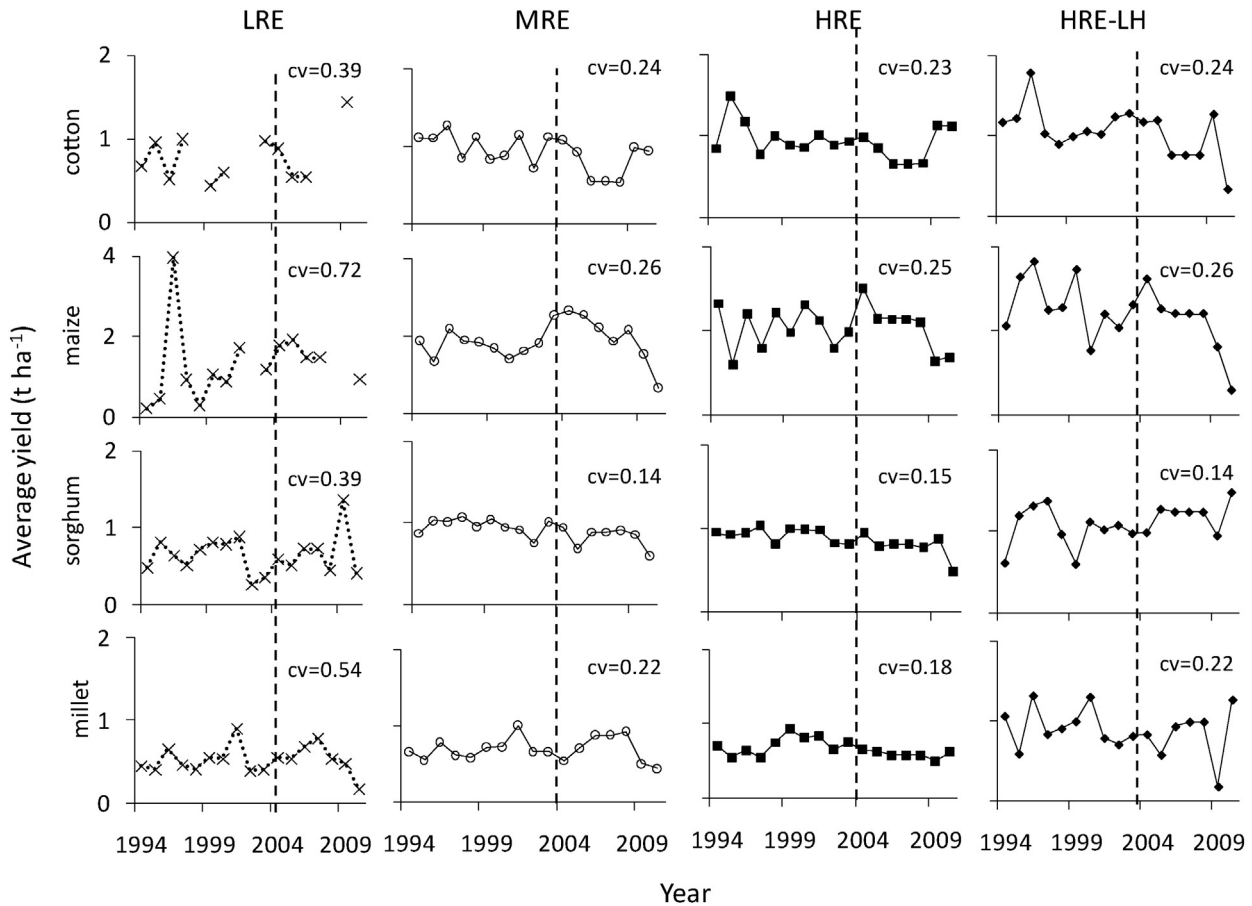 LRE MRE HRE HRE-LH
2 cv=0.39 cv=0.24 cv=0.23 cv=0.24
cotton
1
0
4 cv=0.72 cv=0.26 cv=0.25 cv=0.26
maize
2
0
Average yield (t ha-1)
2 cv=0.39 cv=0.14 cv=0.15 cv=0.14
sorghum
1
0
2 cv=0.54 cv=0.22 cv=0.18 cv=0.22
millet
1
0
1994 1999 2004 2009 1994 1999 2004 2009 1994 1999 2004 2009 1994 1999 2004 2009
Year